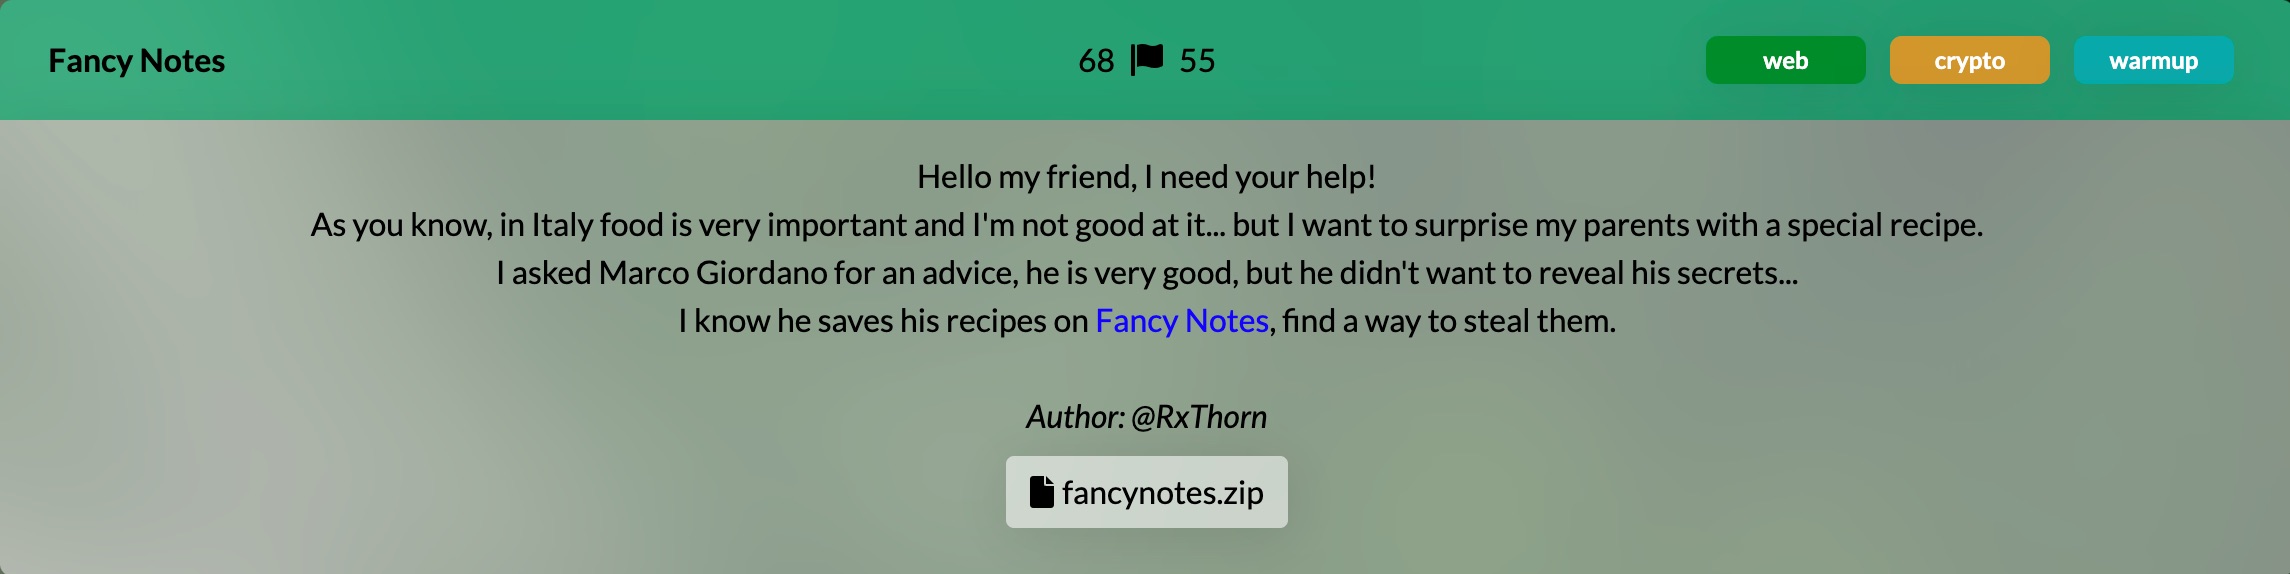 Fancy Notes
68 55
web
crypto
warmup
Hello my friend, I need your help!
As you know, in Italy food is very important and I'm not good at it... but I want to surprise my parents with a special recipe.
I asked Marco Giordano for an advice, he is very good, but he didn't want to reveal his secrets...
I know he saves his recipes on Fancy Notes, find a way to steal them.
Author: @RxThorn
fancynotes.zip